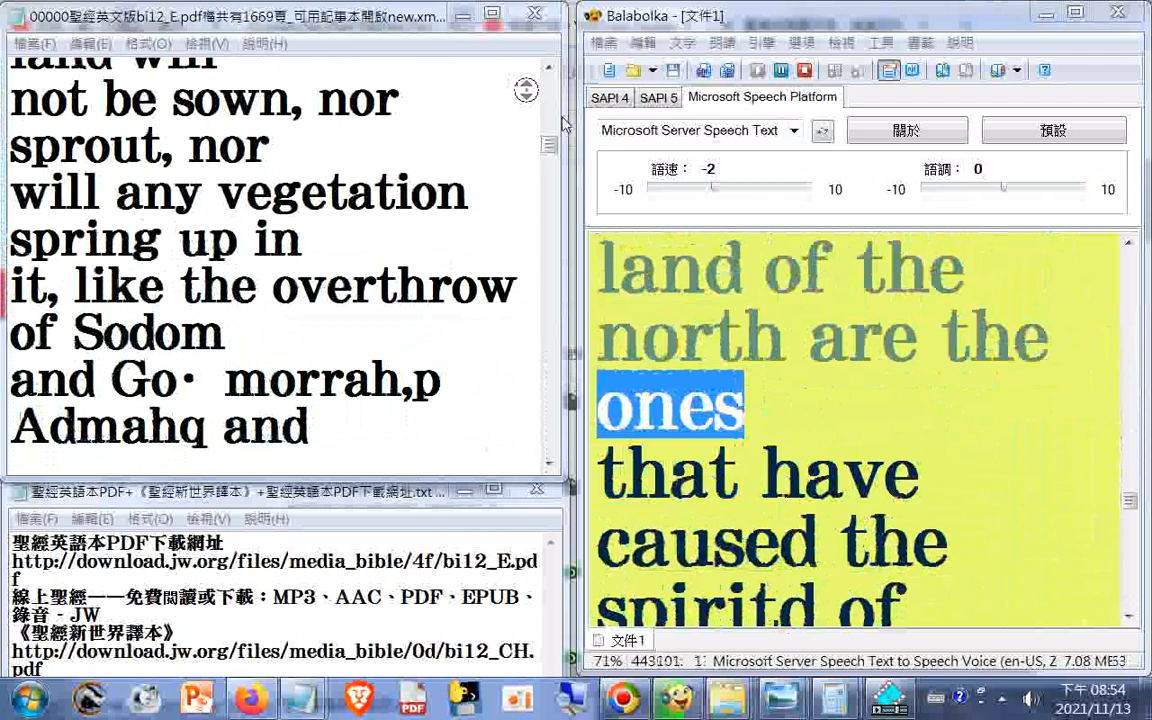 00000聖經英文版bi12_E.pdf檔共有1669頁_可用記事本開啟new.xm...
檔案(F) 編輯(E) 格式(O) 檢視(V) 說明(H)
land will
not be sown, nor
sprout, nor
will any vegetation
spring up in
it, like the overthrow
of Sodom
and Go· morrah,p
Admahq and
聖經英語本PDF+《聖經新世界譯本》+聖經英語本PDF下載網址.txt ...
檔案(F) 編輯(E) 格式(O) 檢視(V) 說明(H)
聖經英語本PDF下載網址
http://download.jw.org/files/media_bible/4f/bi12_E.pd
f
線上聖經——免費閱讀或下載：MP3、AAC、PDF、EPUB、
錄音 - JW
《聖經新世界譯本》
http://download.jw.org/files/media_bible/0d/bi12_CH.
pdf
Balabolka - [文件1]
檔案 編輯 文字 朗讀 引擎 選項 檢視 工具 書籤 說明
SAPI 4 SAPI 5 Microsoft Speech Platform
Microsoft Server Speech Text
關於
預設
語速： -2
-10 10
語調： 0
-10 10
land of the
north are the
ones
that have
caused the
spiritd of
文件1
71% 443101: Microsoft Server Speech Text to Speech Voice (en-US, Z 7.08 ME53
PDF
下午 08:54
2021/11/13